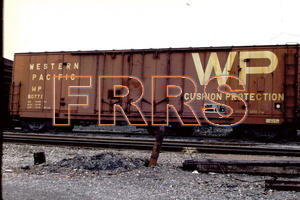 WESTERN
PACIFIC
WP
WP
CUSHION PROTECTION
FRRS